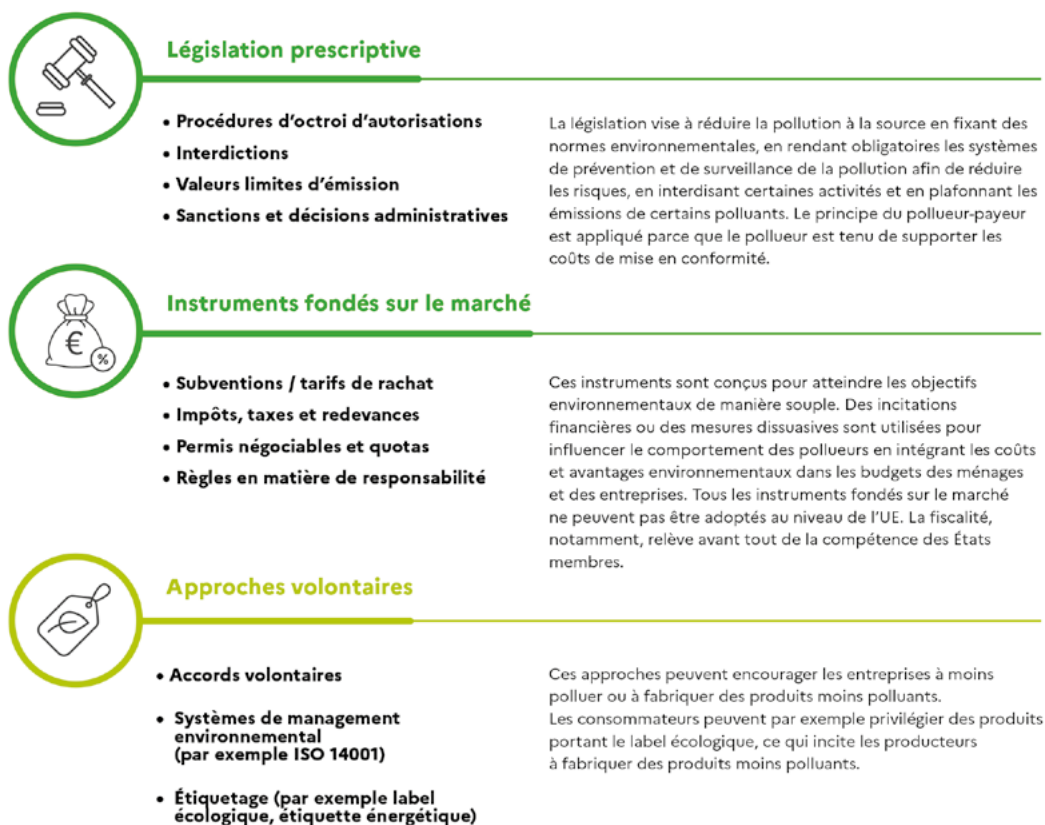 Législation prescriptive
• Procédures d'octroi d'autorisations
• Interdictions
• Valeurs limites d'émission
• Sanctions et décisions administratives
La législation vise à réduire la pollution à la source en fixant des
normes environnementales, en rendant obligatoires les systèmes
de prévention et de surveillance de la pollution afin de réduire
les risques, en interdisant certaines activités et en plafonnant les
émissions de certains polluants. Le principe du pollueur-payeur
est appliqué parce que le pollueur est tenu de supporter les
coûts de mise en conformité.
€
%
Instruments fondés sur le marché
• Subventions / tarifs de rachat
• Impôts, taxes et redevances
• Permis négociables et quotas
• Règles en matière de responsabilité
Ces instruments sont conçus pour atteindre les objectifs
environnementaux de manière souple. Des incitations
financières ou des mesures dissuasives sont utilisées pour
influencer le comportement des pollueurs en intégrant les coûts
et avantages environnementaux dans les budgets des ménages
et des entreprises. Tous les instruments fondés sur le marché
ne peuvent pas être adoptés au niveau de l'UE. La fiscalité,
notamment, relève avant tout de la compétence des États
membres.
Approches volontaires
• Accords volontaires
• Systèmes de management
environnemental
(par exemple ISO 14001)
• Étiquetage (par exemple label
écologique, étiquette énergétique)
Ces approches peuvent encourager les entreprises à moins
polluer ou à fabriquer des produits moins polluants.
Les consommateurs peuvent par exemple privilégier des produits
portant le label écologique, ce qui incite les producteurs
à fabriquer des produits moins polluants.